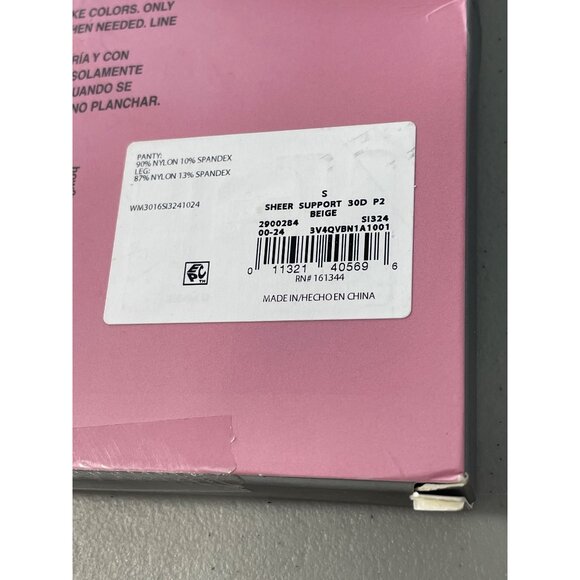 KE COLORS. ONLY
HEN NEEDED. LINE
RÍA Y CON
SOLAMENTE
UANDO SE
NO PLANCHAR.
PANTY:
90% NYLON 10% SPANDEX
LEG:
87% NYLON 13% SPANDEX
WM3016SI3241024
S
SHEER SUPPORT 30D P2
BEIGE
2900284 SI324
00-24 3V4QVBN1A1001
0 11321 40569 6
RN# 161344
MADE IN/HECHO EN CHINA